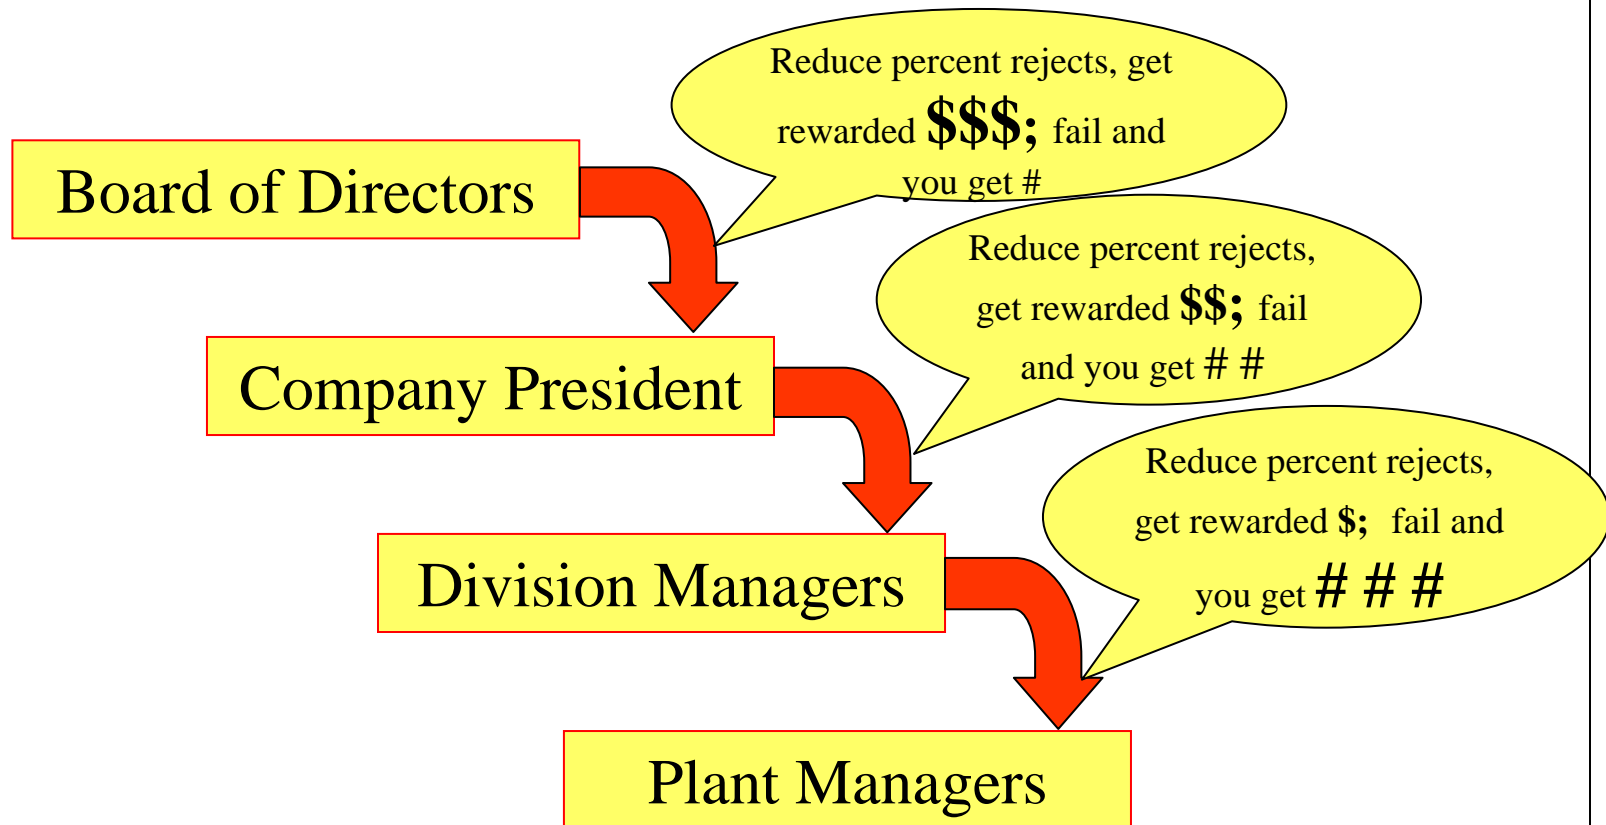 Reduce percent rejects, get
rewarded $$$; fail and
you get #
Board of Directors
Reduce percent rejects,
get rewarded $$; fail
and you get # #
Company President
Reduce percent rejects,
get rewarded $; fail and
you get # # #
Division Managers
Plant Managers